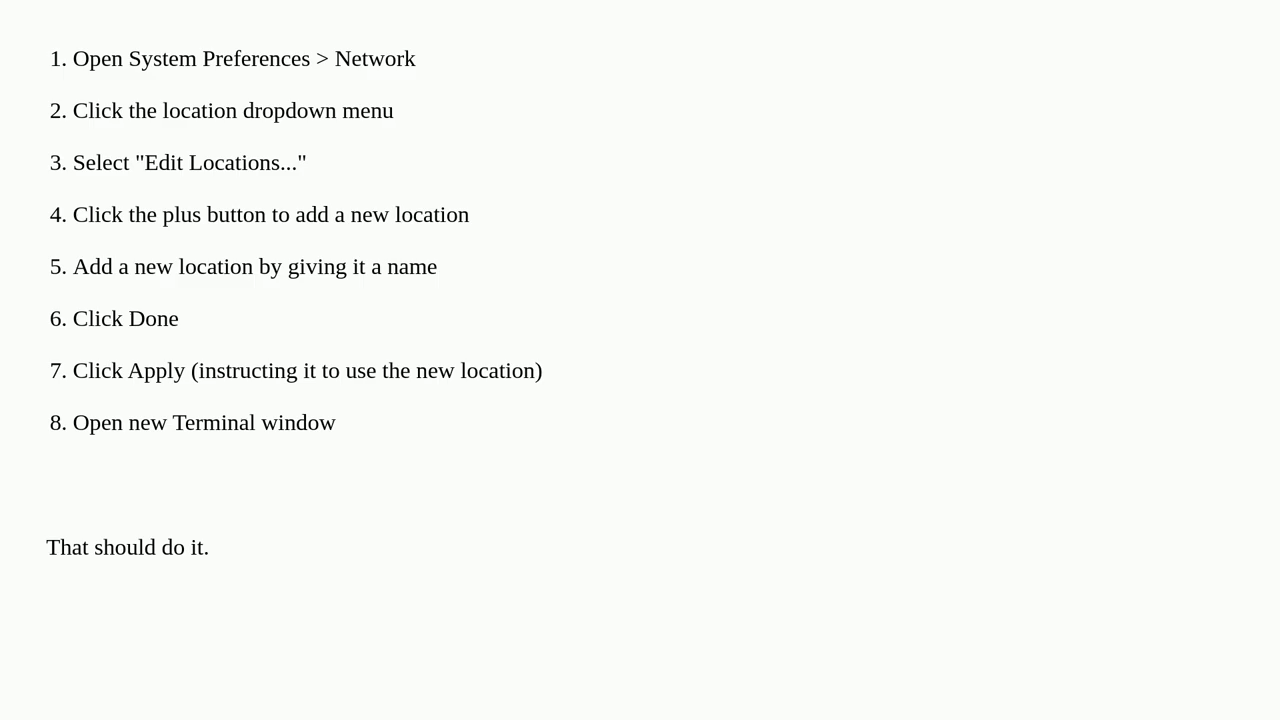 1. Open System Preferences > Network
2. Click the location dropdown menu
3. Select "Edit Locations..."
4. Click the plus button to add a new location
5. Add a new location by giving it a name
6. Click Done
7. Click Apply (instructing it to use the new location)
8. Open new Terminal window
That should do it.